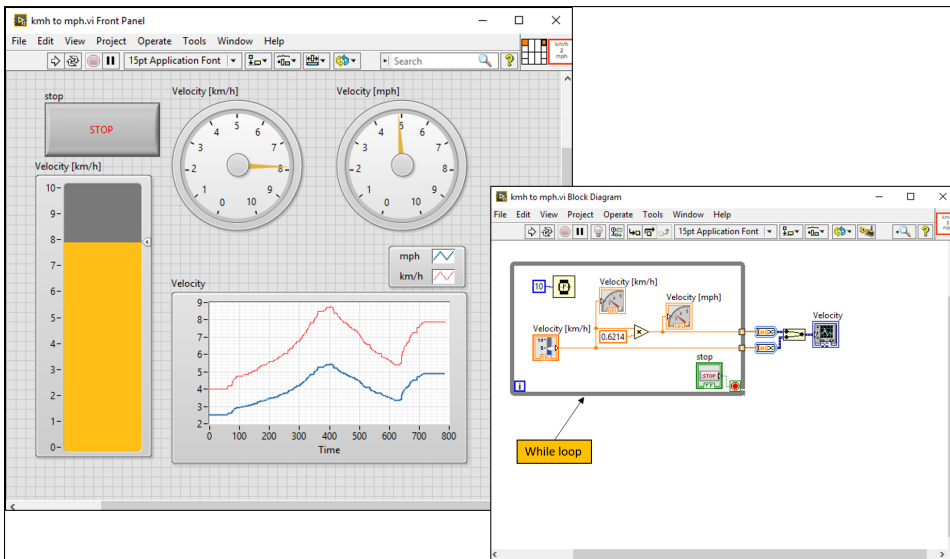 kmh to mph.vi Front Panel
File Edit View Project Operate Tools Window Help
15pt Application Font
Search
?
km/h
2
mph
stop
STOP
Velocity [km/h]
10
9
8
7
6
5
4
3
2
1
0
Velocity [km/h]
0 1 2 3 4 5 6 7 8 9 10
Velocity [mph]
0 1 2 3 4 5 6 7 8 9 10
mph
km/h
Velocity
9
8
7
6
5
4
3
2
0 100 200 300 400 500 600 700 800
Time
kmh to mph.vi Block Diagram
File Edit View Project Operate Tools Window Help
15pt Application Font
?
10
Velocity [km/h]
Velocity [mph]
Velocity [km/h]
0.6214
×
stop
STOP
i
Velocity
While loop